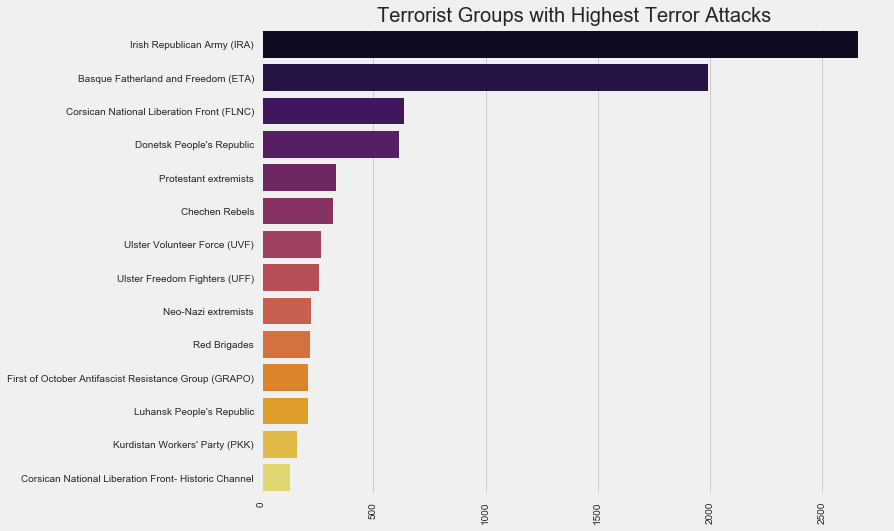 Terrorist Groups with Highest Terror Attacks
Irish Republican Army (IRA)
Basque Fatherland and Freedom (ETA)
Corsican National Liberation Front (FLNC)
Donetsk People's Republic
Protestant extremists
Chechen Rebels
Ulster Volunteer Force (UVF)
Ulster Freedom Fighters (UFF)
Neo-Nazi extremists
Red Brigades
First of October Antifascist Resistance Group (GRAPO)
Luhansk People's Republic
Kurdistan Workers' Party (PKK)
Corsican National Liberation Front- Historic Channel
0
500
1000
1500
2000
2500